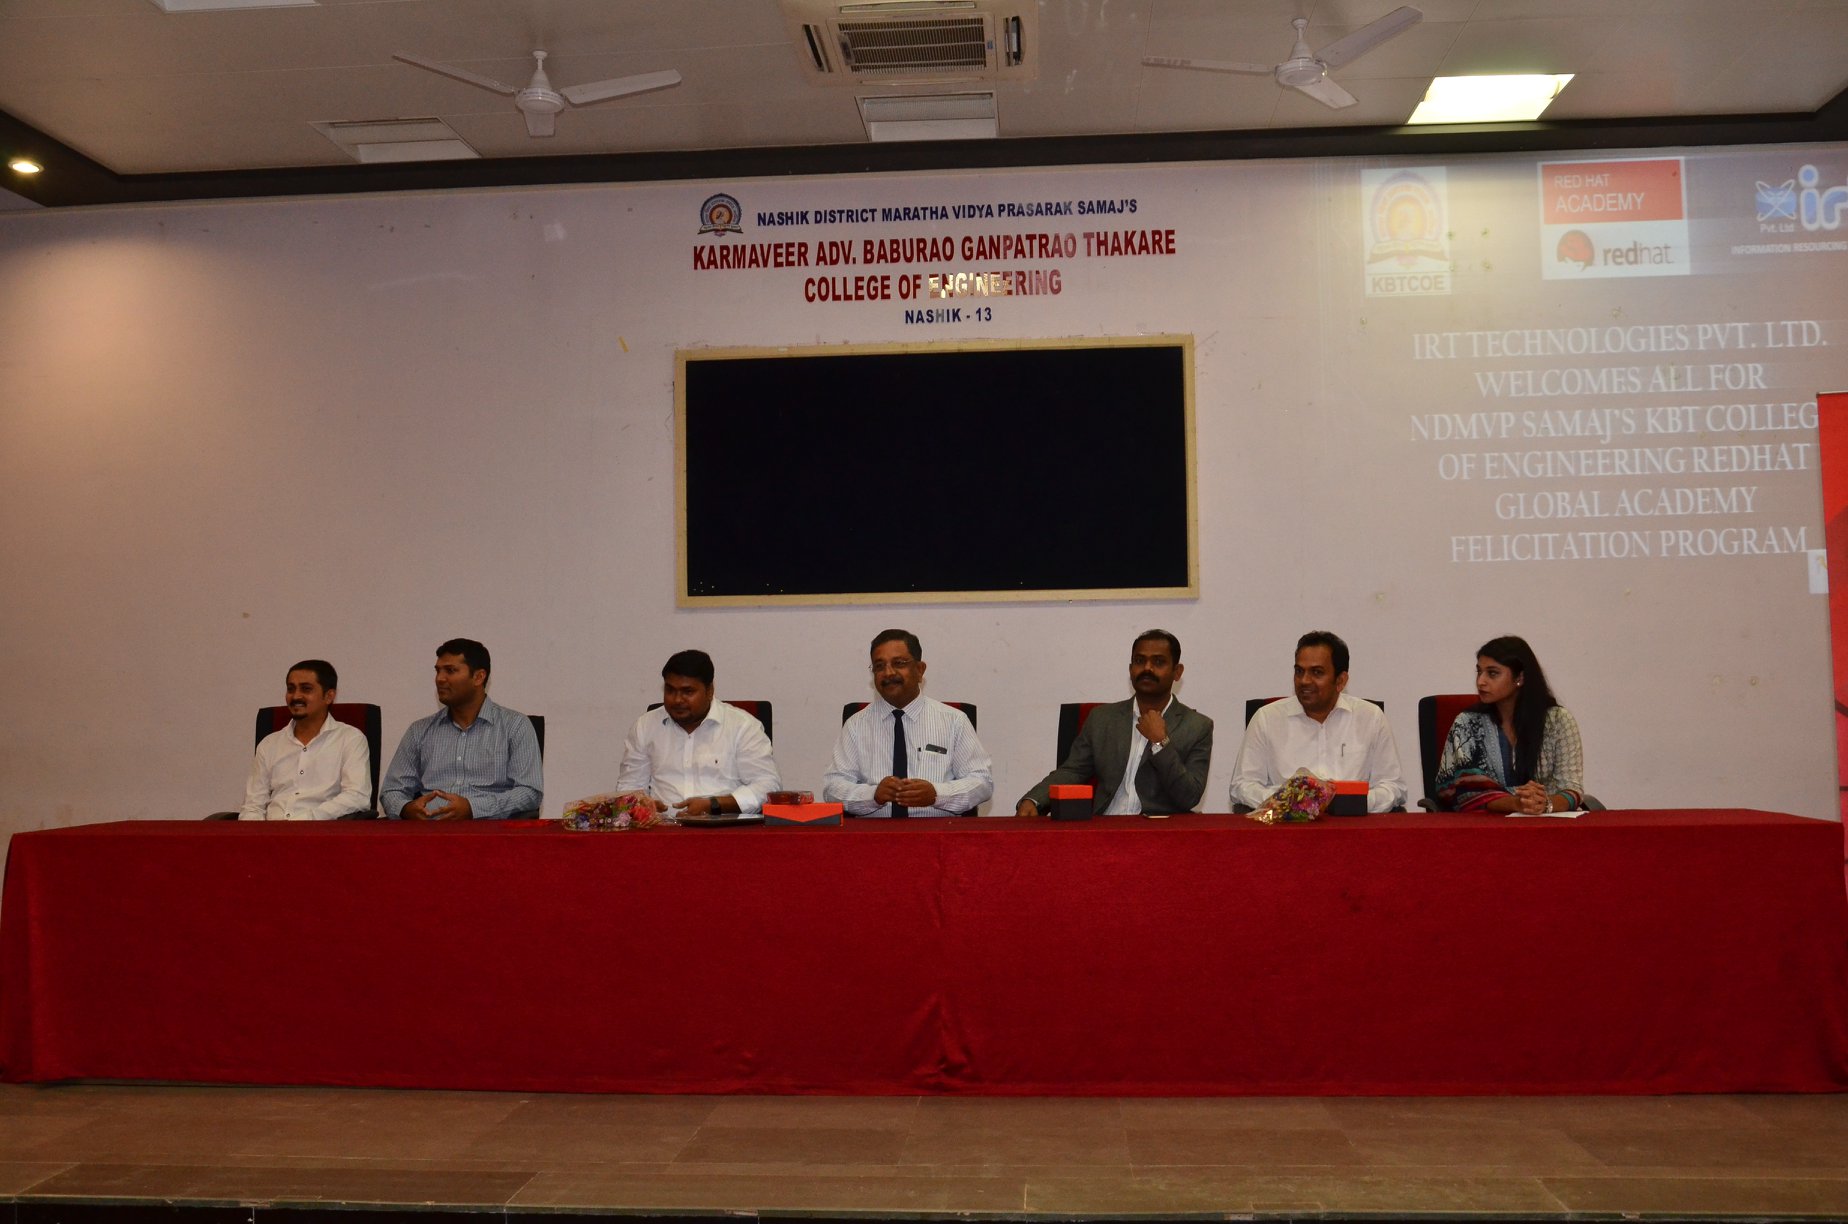 NASHIK DISTRICT MARATHA VIDYA PRASARAK SAMAJ'S
KARMAVEER ADV. BABURAO GANPATRAO THAKARE
COLLEGE OF ENGINEERING
NASHIK - 13
KBTCOE
RED HAT
ACADEMY
redhat.
ir
Pvt. Ltd
INFORMATION RESOURCING
IRT TECHNOLOGIES PVT. LTD.
WELCOMES ALL FOR
NDMVP SAMAJ'S KBT COLLEG
OF ENGINEERING REDHAT
GLOBAL ACADEMY
FELICITATION PROGRAM